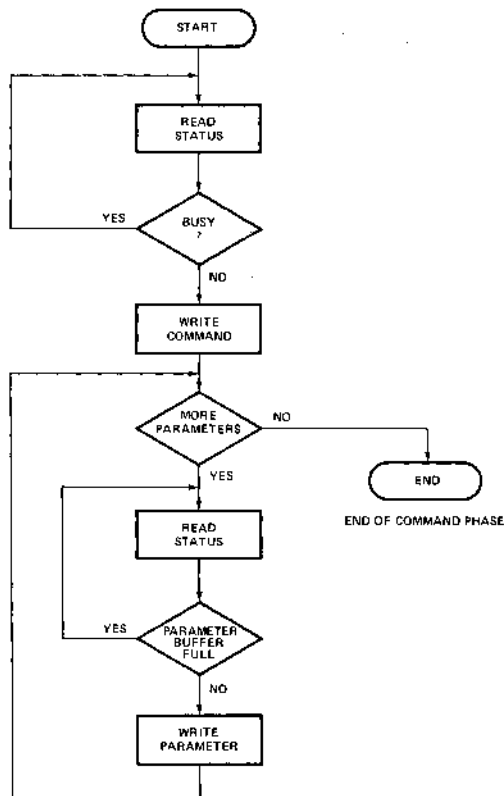 START
READ
STATUS
YES
BUSY
?
NO
WRITE
COMMAND
MORE
PARAMETERS
NO
YES
END
END OF COMMAND PHASE
READ
STATUS
YES
PARAMETER
BUFFER
FULL
NO
WRITE
PARAMETER